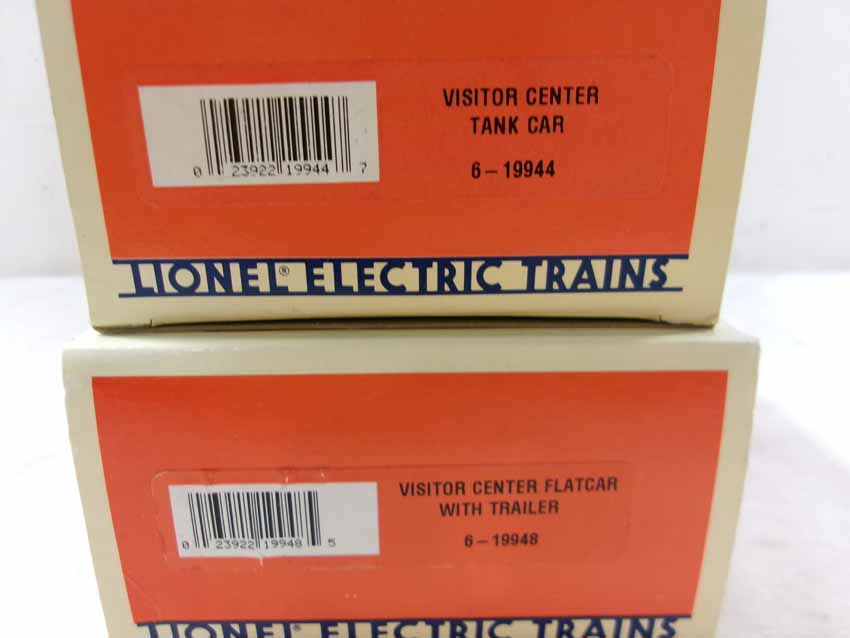 VISITOR CENTER
TANK CAR
6-19944
0 23922 19944 7
LIONEL® ELECTRIC TRAINS
VISITOR CENTER FLATCAR
WITH TRAILER
6-19948
0 23922 19948 5
LIONEL® ELECTRIC TRAINS